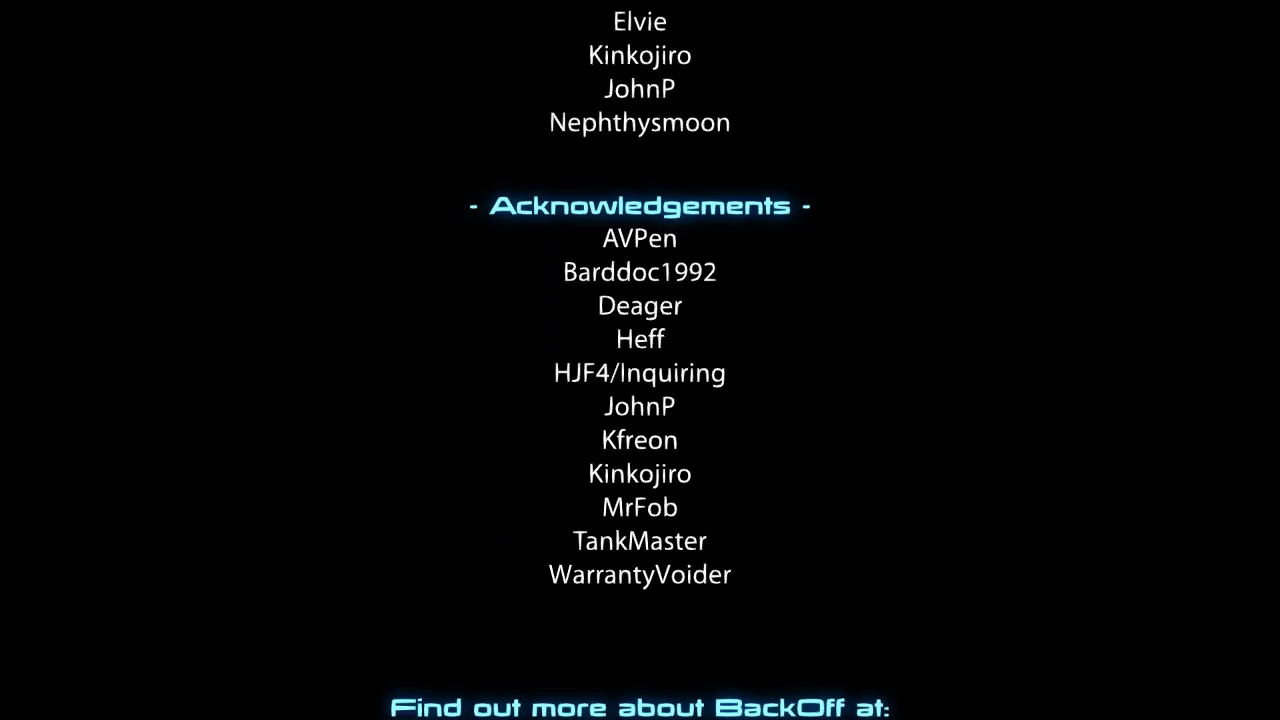 Elvie
Kinkojiro
JohnP
Nephthysmoon
- Acknowledgements -
AVPen
Barddoc1992
Deager
Heff
HJF4/Inquiring
JohnP
Kfreon
Kinkojiro
MrFob
TankMaster
WarrantyVoider
Find out more about BackOff at: